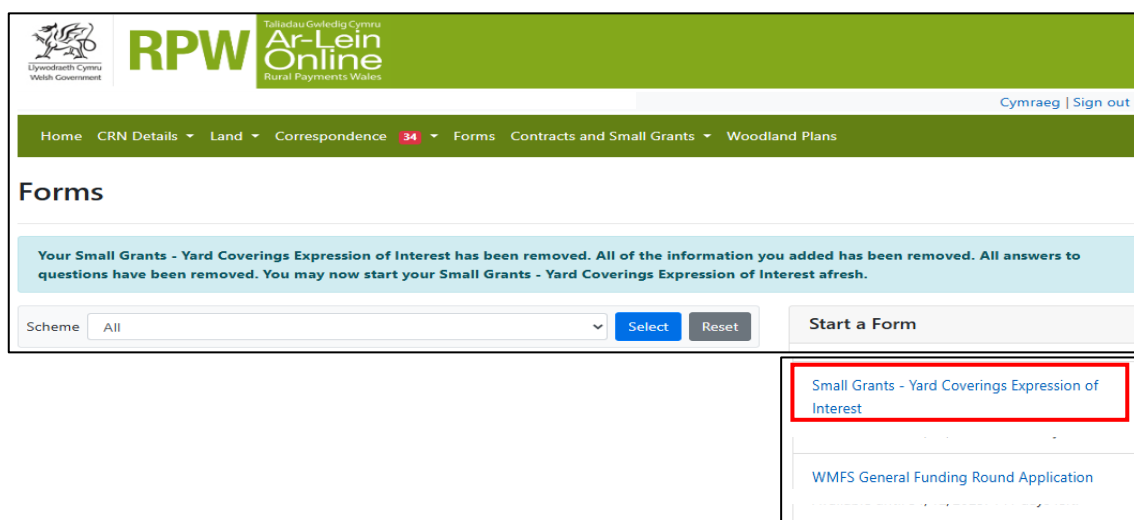 Llywodraeth Cymru
Welsh Government
RPW
Taliadau Gwledig Cymru
Ar-Lein
Online
Rural Payments Wales
Cymraeg | Sign out
Home CRN Details Land Correspondence 34 Forms Contracts and Small Grants Woodland Plans
Forms
Your Small Grants - Yard Coverings Expression of Interest has been removed. All of the information you added has been removed. All answers to
questions have been removed. You may now start your Small Grants - Yard Coverings Expression of Interest afresh.
Scheme All Select Reset
Start a Form
Small Grants - Yard Coverings Expression of
Interest
WMFS General Funding Round Application